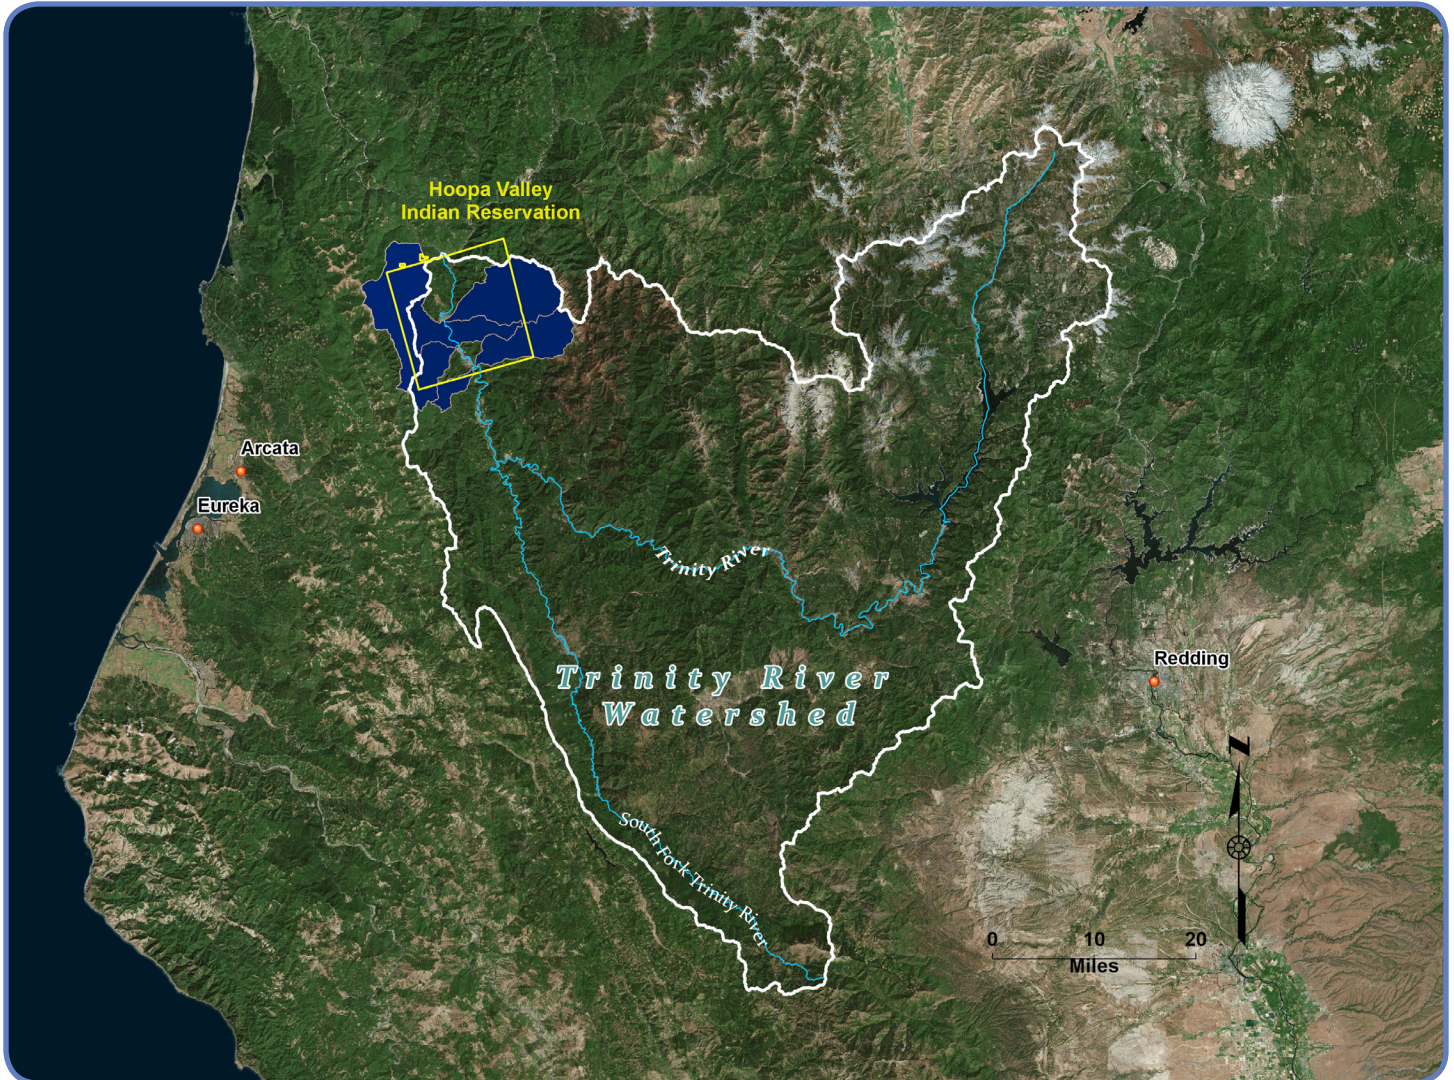 Hoopa Valley
Indian Reservation
Arcata
Eureka
Trinity River
Trinity River
Watershed
Redding
South Fork Trinity River
N
0 10 20
Miles